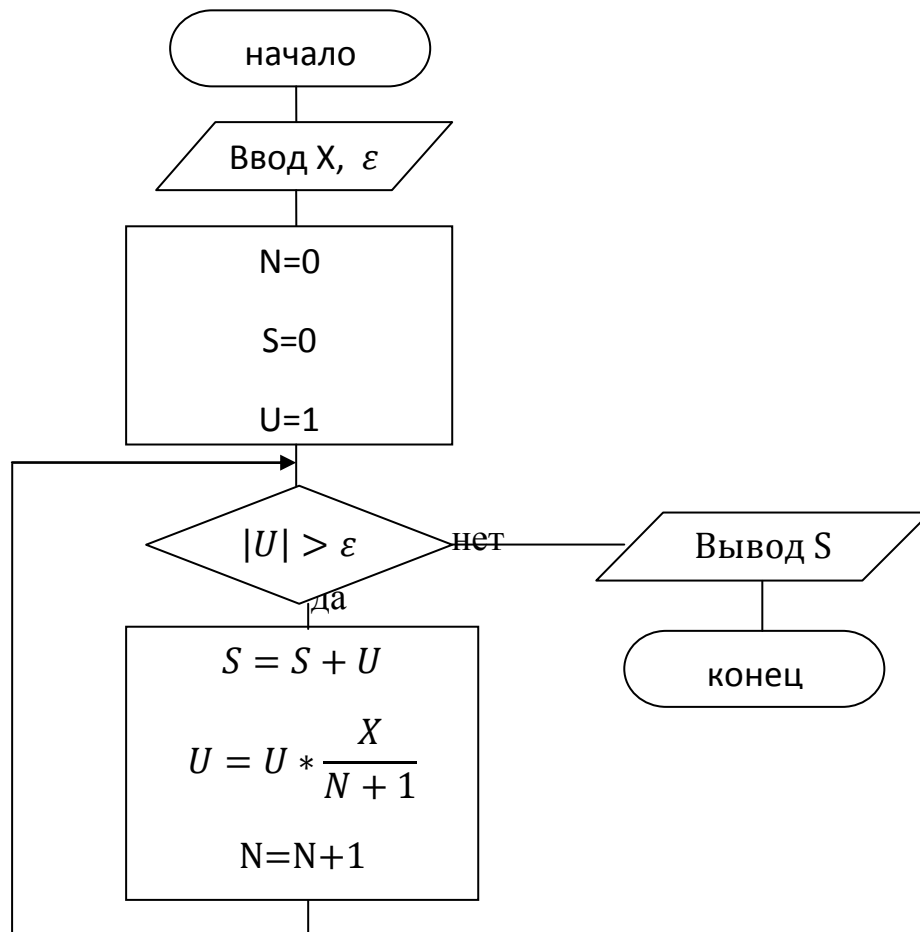 начало
Ввод X, ε
N=0
S=0
U=1
|U| > ε
нет
Вывод S
да
конец
S = S + U
U = U * X / N + 1
N=N+1